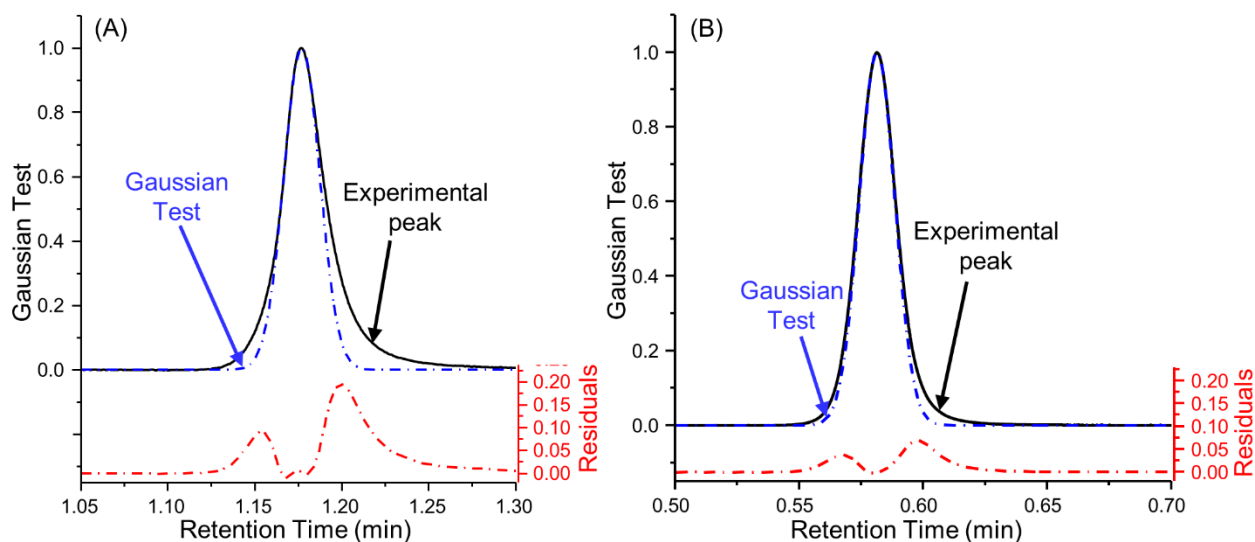 (A)
1.0
0.8
0.6
0.4
0.2
0.0
Gaussian Test
Gaussian
Test
Experimental
peak
0.20
0.15
0.10
0.05
0.00
Residuals
1.05
1.10
1.15
1.20
1.25
1.30
Retention Time (min)
(B)
1.0
0.8
0.6
0.4
0.2
0.0
Gaussian Test
Gaussian
Test
Experimental
peak
0.20
0.15
0.10
0.05
0.00
Residuals
0.50
0.55
0.60
0.65
0.70
Retention Time (min)